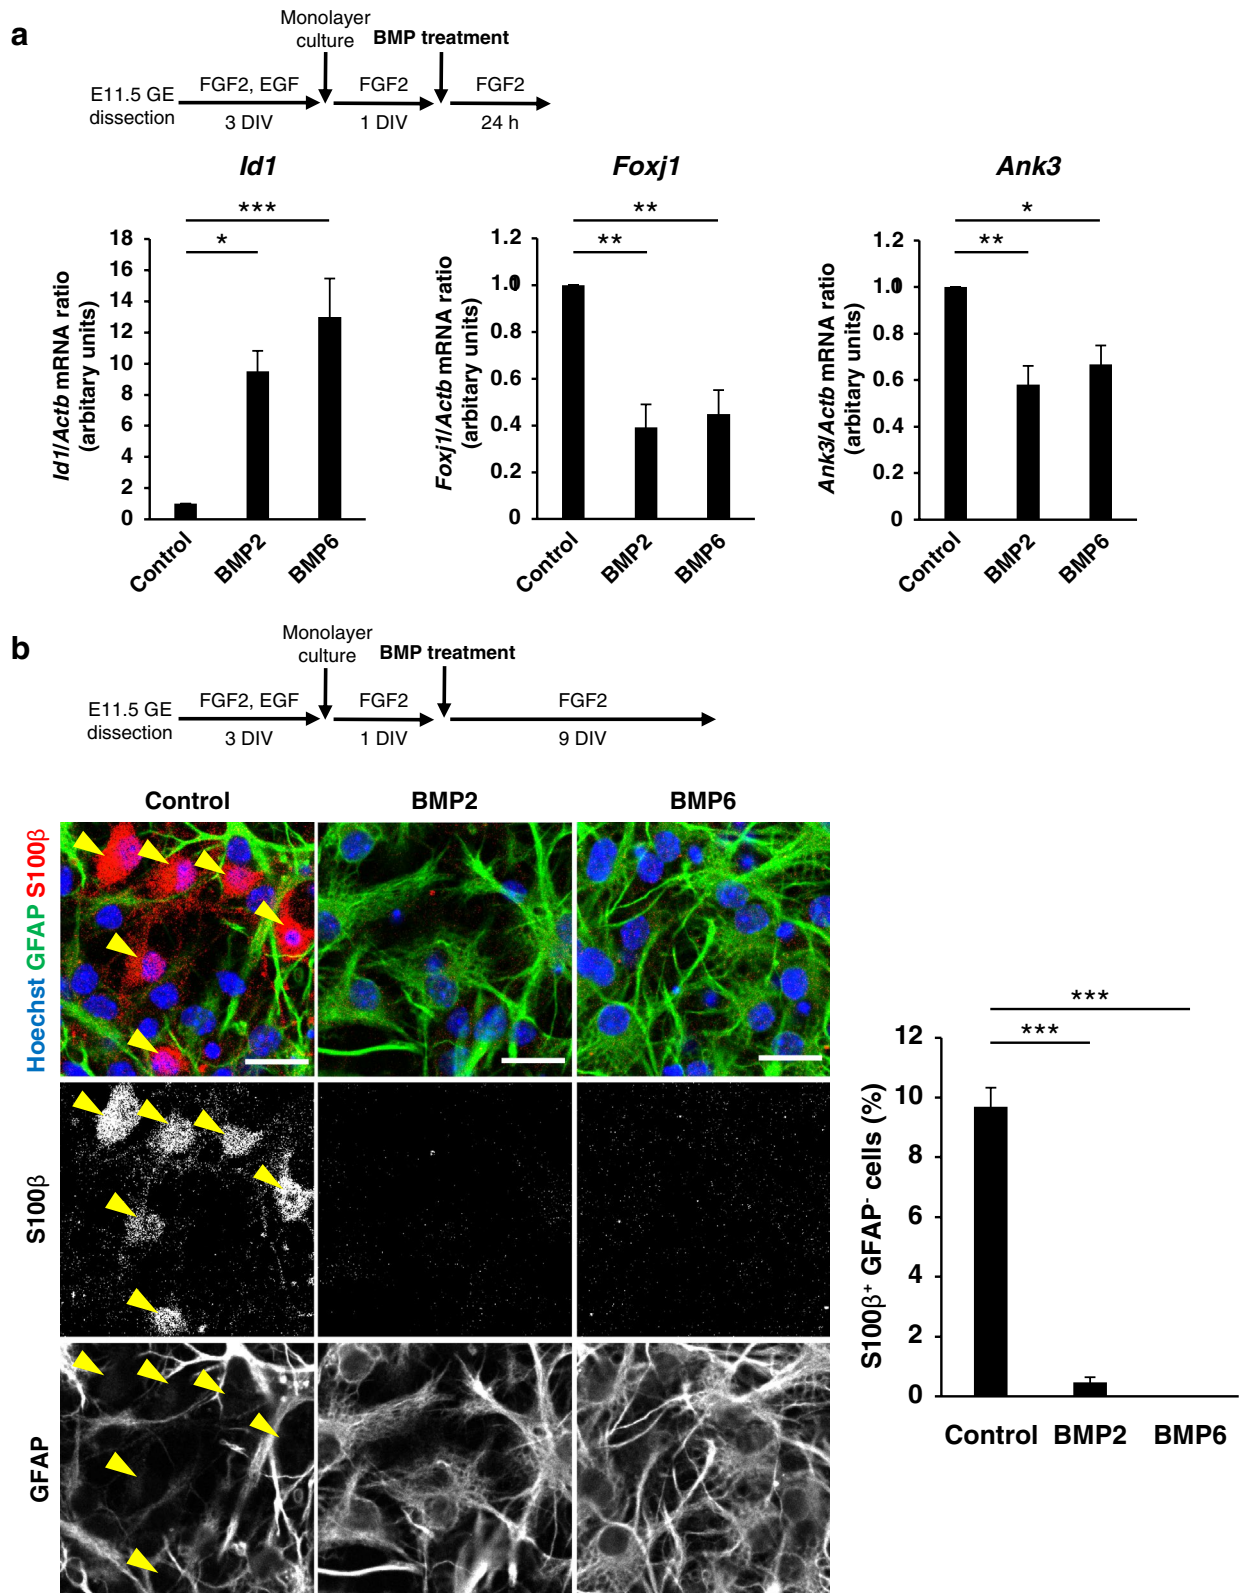 a
Monolayer
culture
BMP treatment
E11.5 GE
dissection
FGF2, EGF
FGF2
FGF2
3 DIV
1 DIV
24 h
Id1
***
*
18
16
14
12
10
8
6
4
2
0
Id1/Actb mRNA ratio
(arbitary units)
Control
BMP2
BMP6
Foxj1
**
**
1.2
1.0
0.8
0.6
0.4
0.2
0
Foxj1/Actb mRNA ratio
(arbitary units)
Control
BMP2
BMP6
Ank3
*
**
1.2
1.0
0.8
0.6
0.4
0.2
0
Ank3/Actb mRNA ratio
(arbitary units)
Control
BMP2
BMP6
b
Monolayer
culture
BMP treatment
E11.5 GE
dissection
FGF2, EGF
FGF2
FGF2
3 DIV
1 DIV
9 DIV
Control
BMP2
BMP6
Hoechst GFAP S100β
S100β
GFAP
***
***
12
10
8
6
4
2
0
S100β+ GFAP- cells (%)
Control
BMP2
BMP6